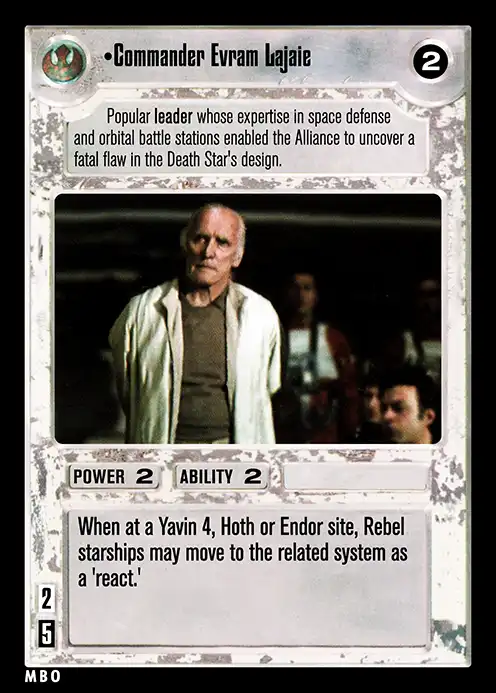 •Commander Evram Lajaie
2
Popular leader whose expertise in space defense
and orbital battle stations enabled the Alliance to uncover a
fatal flaw in the Death Star's design.
POWER 2 ABILITY 2
When at a Yavin 4, Hoth or Endor site, Rebel
starships may move to the related system as
a 'react.'
2
5
MBO